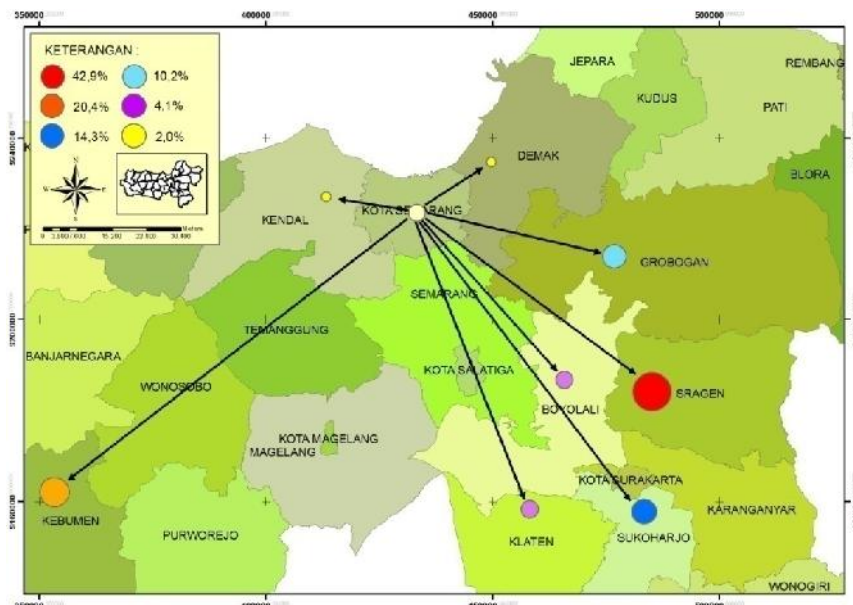 350000 400000 450000 500000
KETERANGAN :
42,9% 10,2%
20,4% 4,1%
14,3% 2,0%
JEPARA
REMBANG
KUDUS
PATI
DEMAK
BLORA
KENDAL
KOTA SEMARANG
GROBOGAN
SEMARANG
TEMANGGUNG
BANJARNEGARA
WONOSOBO
KOTA SALATIGA
BOYOLALI
SRAGEN
KOTA MAGELANG
MAGELANG
KOTA SURAKARTA
KEBUMEN
PURWOREJO
KLATEN
SUKOHARJO
KARANGANYAR
WONOGIRI